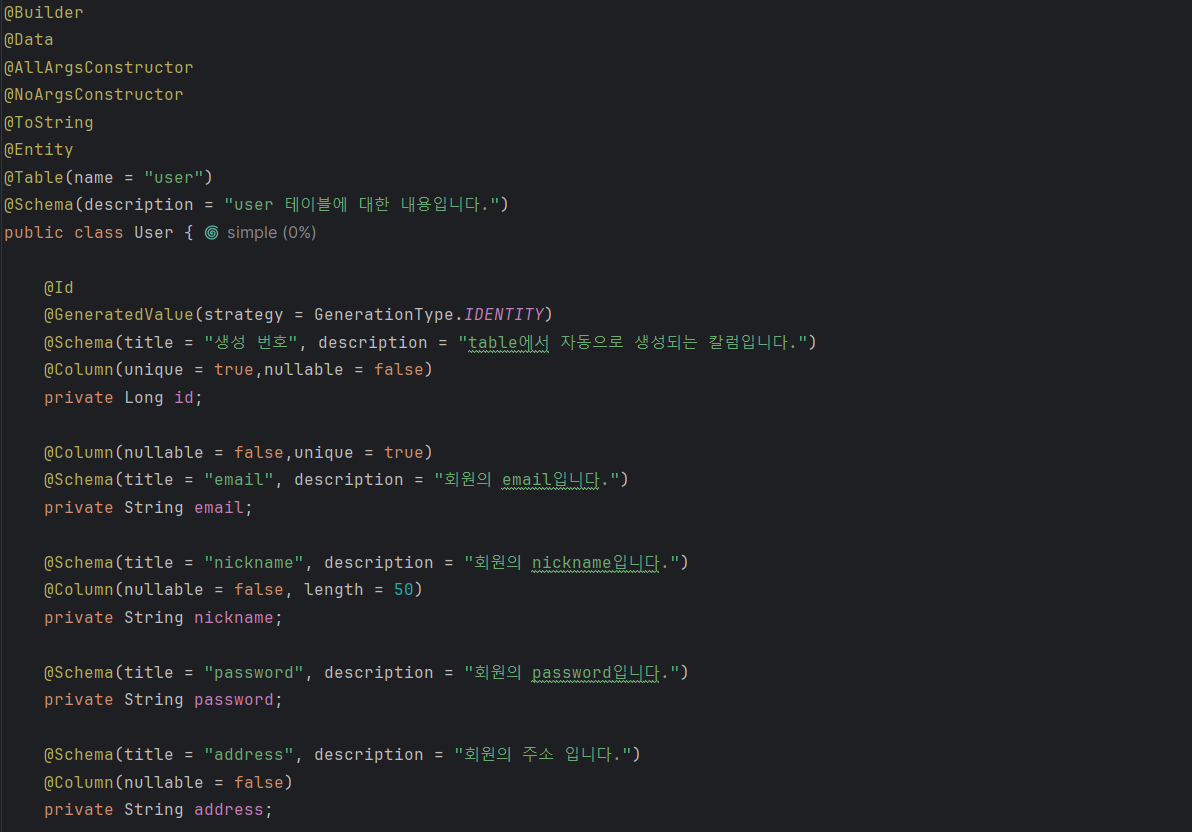 @Builder
@Data
@AllArgsConstructor
@NoArgsConstructor
@ToString
@Entity
@Table(name = "user")
@Schema(description = "user 테이블에 대한 내용입니다.")
public class User { simple (0%)
@Id
@GeneratedValue(strategy = GenerationType.IDENTITY)
@Schema(title = "생성 번호", description = "table에서 자동으로 생성되는 칼럼입니다.")
@Column(unique = true,nullable = false)
private Long id;
@Column(nullable = false,unique = true)
@Schema(title = "email", description = "회원의 email입니다.")
private String email;
@Schema(title = "nickname", description = "회원의 nickname입니다.")
@Column(nullable = false, length = 50)
private String nickname;
@Schema(title = "password", description = "회원의 password입니다.")
private String password;
@Schema(title = "address", description = "회원의 주소 입니다.")
@Column(nullable = false)
private String address;